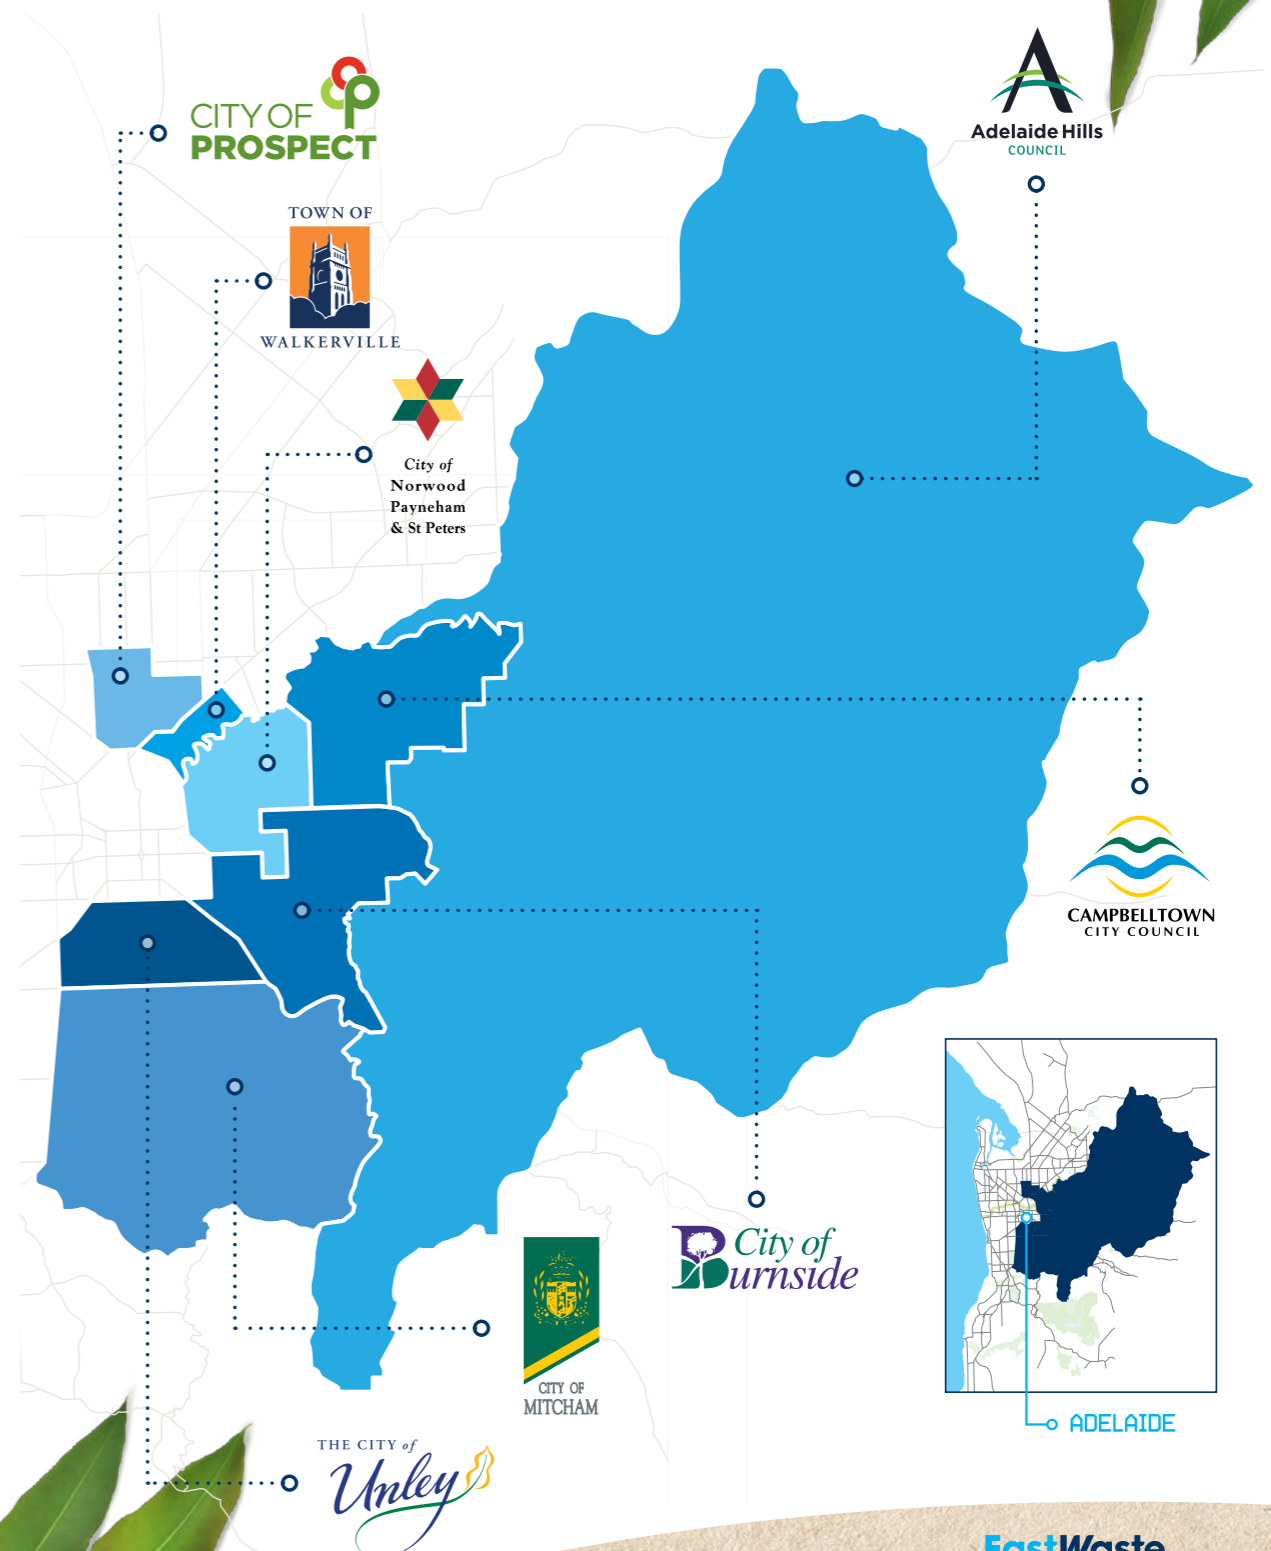 CITY OF
PROSPECT
Adelaide Hills
COUNCIL
TOWN OF
WALKERVILLE
City of
Norwood
Payneham
& St Peters
CAMPBELLTOWN
CITY COUNCIL
City of
Burnside
CITY OF
MITCHAM
ADELAIDE
THE CITY of
Unley
EastWaste